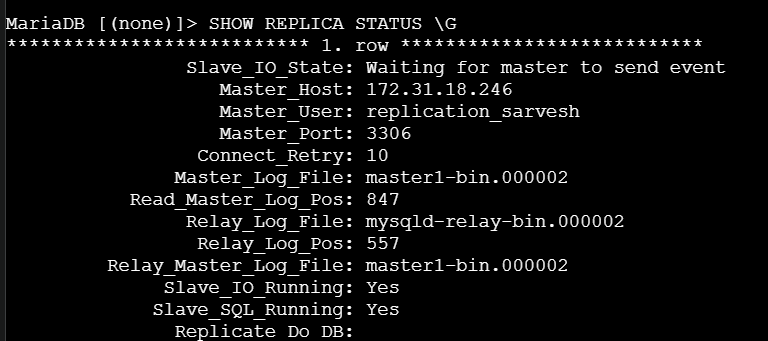 MariaDB [(none)]> SHOW REPLICA STATUS \G
*************************** 1. row ***************************
Slave_IO_State: Waiting for master to send event
Master_Host: 172.31.18.246
Master_User: replication_sarvesh
Master_Port: 3306
Connect_Retry: 10
Master_Log_File: master1-bin.000002
Read_Master_Log_Pos: 847
Relay_Log_File: mysqld-relay-bin.000002
Relay_Log_Pos: 557
Relay_Master_Log_File: master1-bin.000002
Slave_IO_Running: Yes
Slave_SQL_Running: Yes
Replicate Do DB: